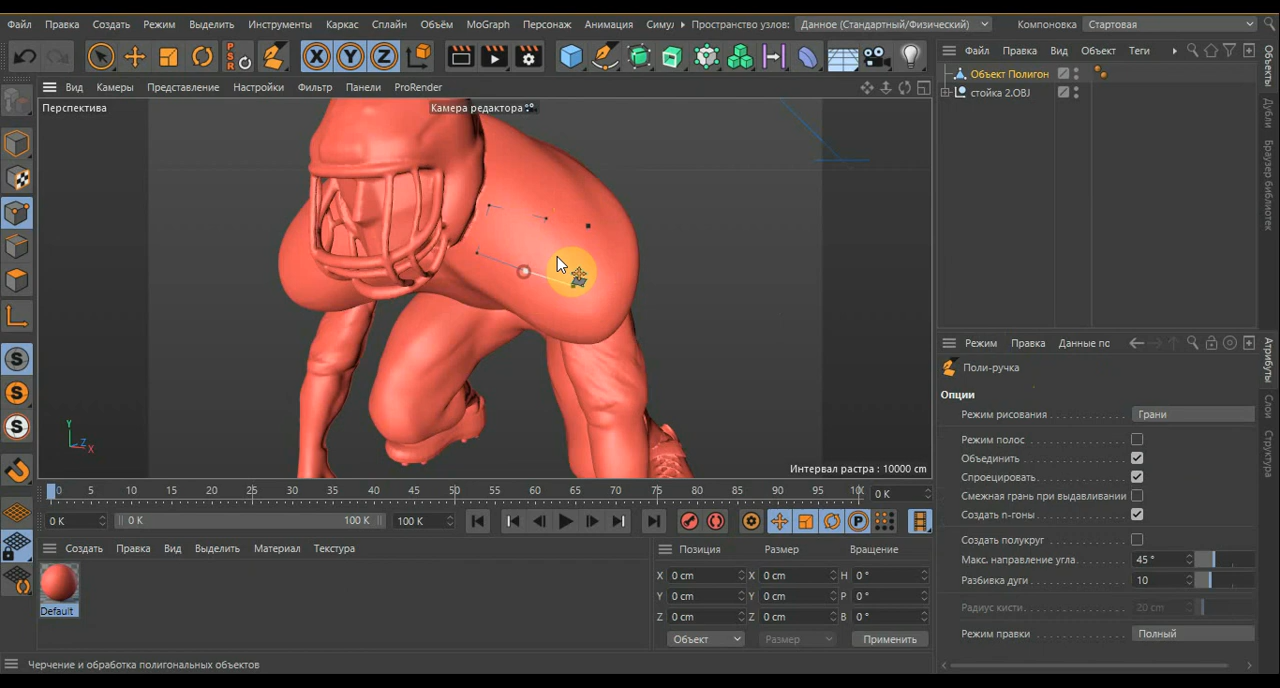 Файл Правка Создать Режим Выделить Инструменты Каркас Сплайн Объём MoGraph Персонаж Анимация Симу Пространство узлов: Данное (Стандартный/Физический) Компоновка Стартовая
P
S
R
X Y Z
Файл Правка Вид Объект Теги
Объект Полигон
стойка 2.OBJ
Объекты
Дубли
Браузер библиотек
Вид Камеры Представление Настройки Фильтр Панели ProRender
Перспектива
Камера редактора
Y
Z
X
Интервал растра : 10000 cm
S
S
S
Режим Правка Данные пс
Поли-ручка
Опции
Режим рисования Грани
Режим полос
Объединить
Спроецировать
Смежная грань при выдавливании
Создать n-гоны
Создать полукруг
Макс. направление угла 45 °
Разбивка дуги 10
Радиус кисти 20 cm
Режим правки Полный
Атрибуты
Слои
Структура
0 5 10 15 20 25 30 35 40 45 50 55 60 65 70 75 80 85 90 95 10 0 K
0 K 0 K 100 K 100 K P
Создать Правка Вид Выделить Материал Текстура
Default
Позиция Размер Вращение
X 0 cm X 0 cm H 0 °
Y 0 cm Y 0 cm P 0 °
Z 0 cm Z 0 cm B 0 °
Объект Размер Применить
Черчение и обработка полигональных объектов